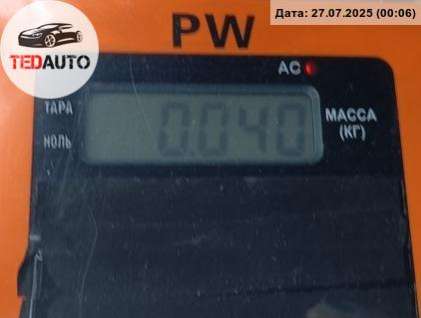 Дата: 27.07.2025 (00:06)
TEDAUTO
PW
AC
ТАРА
НОЛЬ
0.040
МАССА
(КГ)